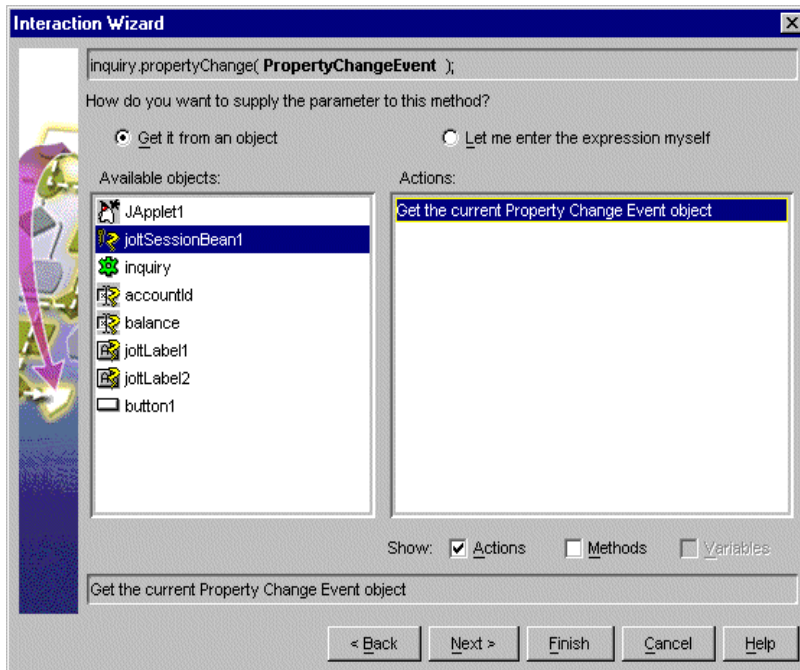 Interaction Wizard
inquiry.propertyChange( PropertyChangeEvent );
How do you want to supply the parameter to this method?
Get it from an object
Let me enter the expression myself
Available objects:
Actions:
JApplet1
Get the current Property Change Event object
joltSessionBean1
inquiry
accountId
balance
joltLabel1
joltLabel2
button1
Show: Actions Methods Variables
Get the current Property Change Event object
< Back Next > Finish Cancel Help